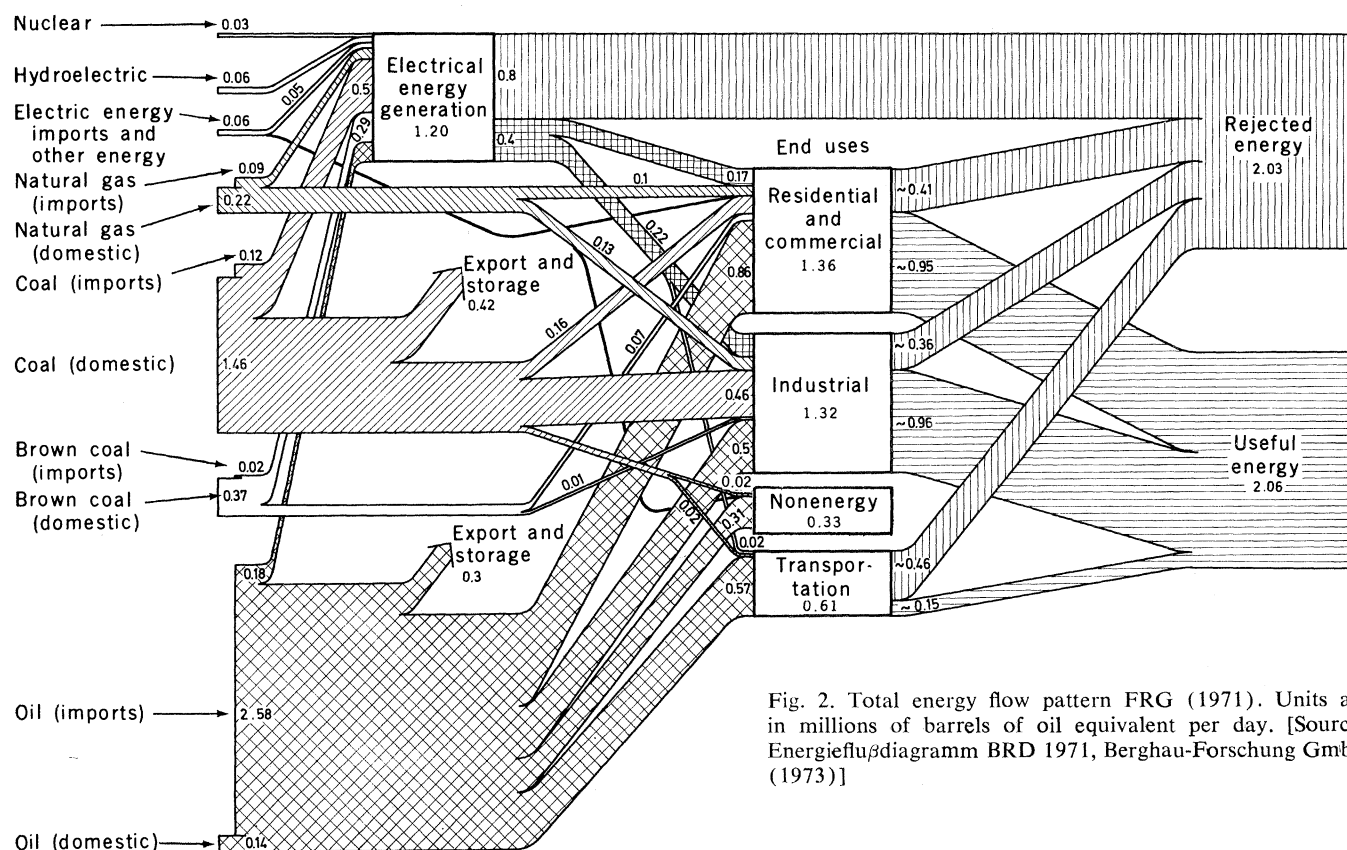 Nuclear
0.03
Hydroelectric
0.06
0.05
Electric energy
imports and
other energy
0.06
Natural gas
(imports)
0.09
0.22
Natural gas
(domestic)
Coal (imports)
0.12
Coal (domestic)
1.46
Brown coal
(imports)
0.02
Brown coal
(domestic)
0.37
0.18
Oil (imports)
2.58
Oil (domestic)
0.14
0.5
0.29
Electrical
energy
generation
1.20
0.8
0.4
Export and
storage
0.42
Export and
storage
0.3
0.1
0.17
0.13
0.22
0.16
0.07
0.86
0.46
0.5
0.01
0.02
0.02
0.31
0.02
0.57
End uses
Residential
and
commercial
1.36
Industrial
1.32
Nonenergy
0.33
Transpor-
tation
0.61
~0.41
~0.95
~0.36
~0.96
~0.46
~0.15
Rejected
energy
2.03
Useful
energy
2.06
Fig. 2. Total energy flow pattern FRG (1971). Units a
in millions of barrels of oil equivalent per day. [Sourc
Energieflußdiagramm BRD 1971, Berghau-Forschung Gmb
(1973)]